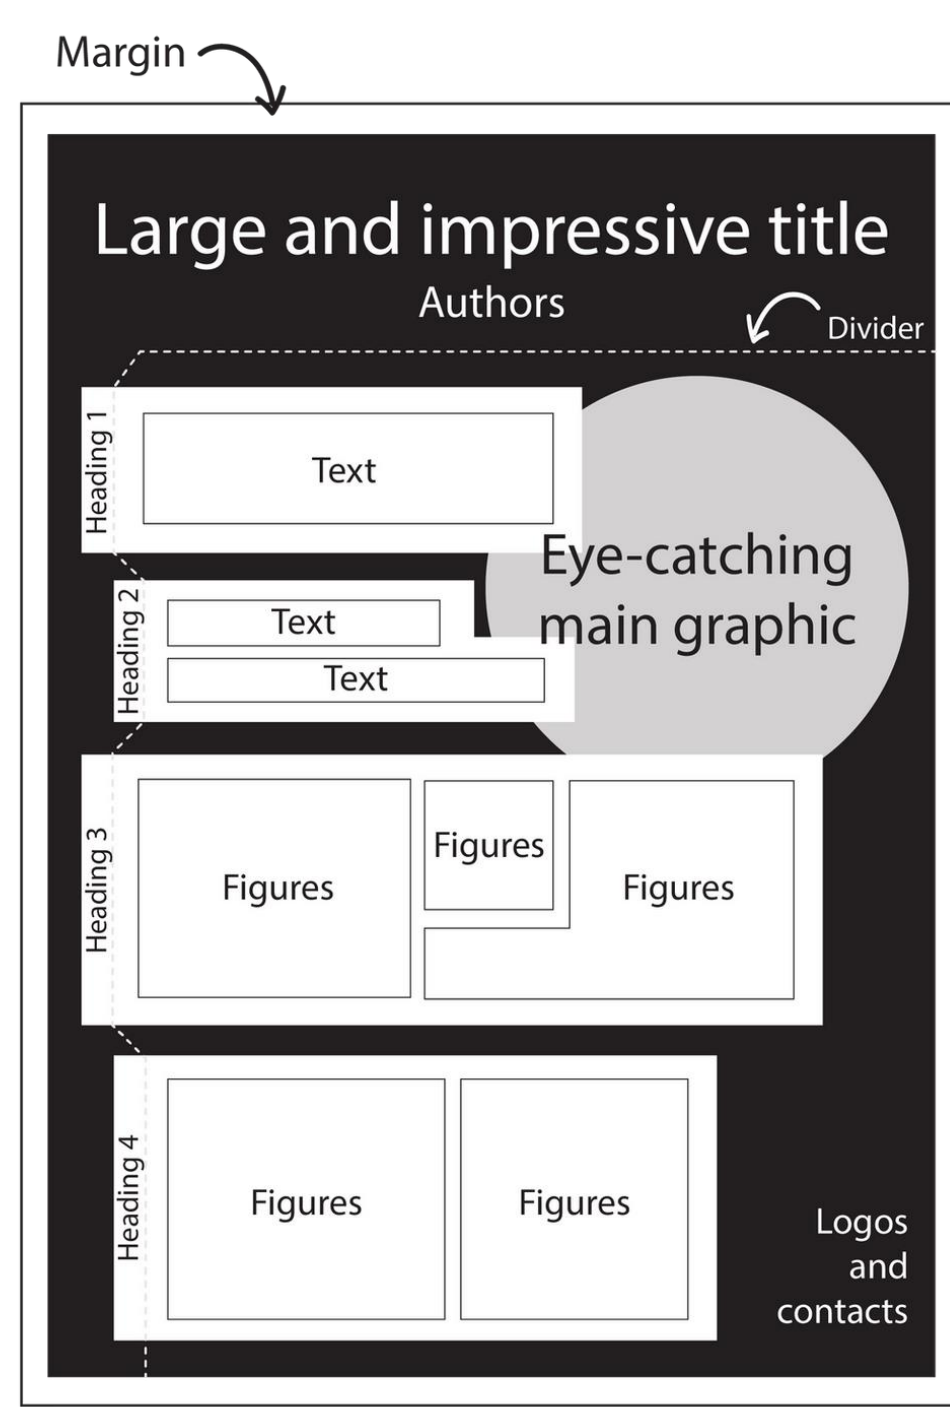 Margin
Large and impressive title
Authors
Divider
Heading 1
Text
Eye-catching
main graphic
Heading 2
Text
Text
Heading 3
Figures
Figures
Figures
Heading 4
Figures
Figures
Logos
and
contacts